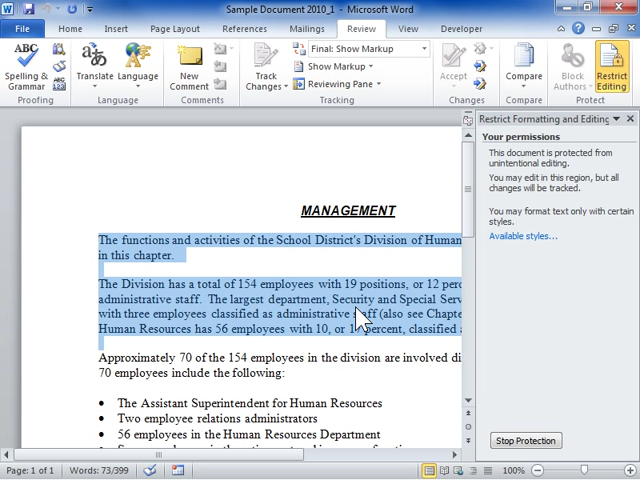 Sample Document 2010_1 - Microsoft Word
File Home Insert Page Layout References Mailings Review View Developer
ABC
Spelling & Grammar
Proofing
Translate
Language
Language
New Comment
Comments
Track Changes
Final: Show Markup
Show Markup
Reviewing Pane
Tracking
Accept
Changes
Compare
Compare
Block Authors
Restrict Editing
Protect
MANAGEMENT
The functions and activities of the School District's Division of Human
in this chapter.
The Division has a total of 154 employees with 19 positions, or 12 perc
administrative staff. The largest department, Security and Special Serv
with three employees classified as administrative staff (also see Chapte
Human Resources has 56 employees with 10, or 17 percent, classified a
Approximately 70 of the 154 employees in the division are involved di
70 employees include the following:
• The Assistant Superintendent for Human Resources
• Two employee relations administrators
• 56 employees in the Human Resources Department
Restrict Formatting and Editing
Your permissions
This document is protected from
unintentional editing.
You may edit in this region, but all
changes will be tracked.
You may format text only with certain
styles.
Available styles...
Stop Protection
Page: 1 of 1 Words: 73/399 100%